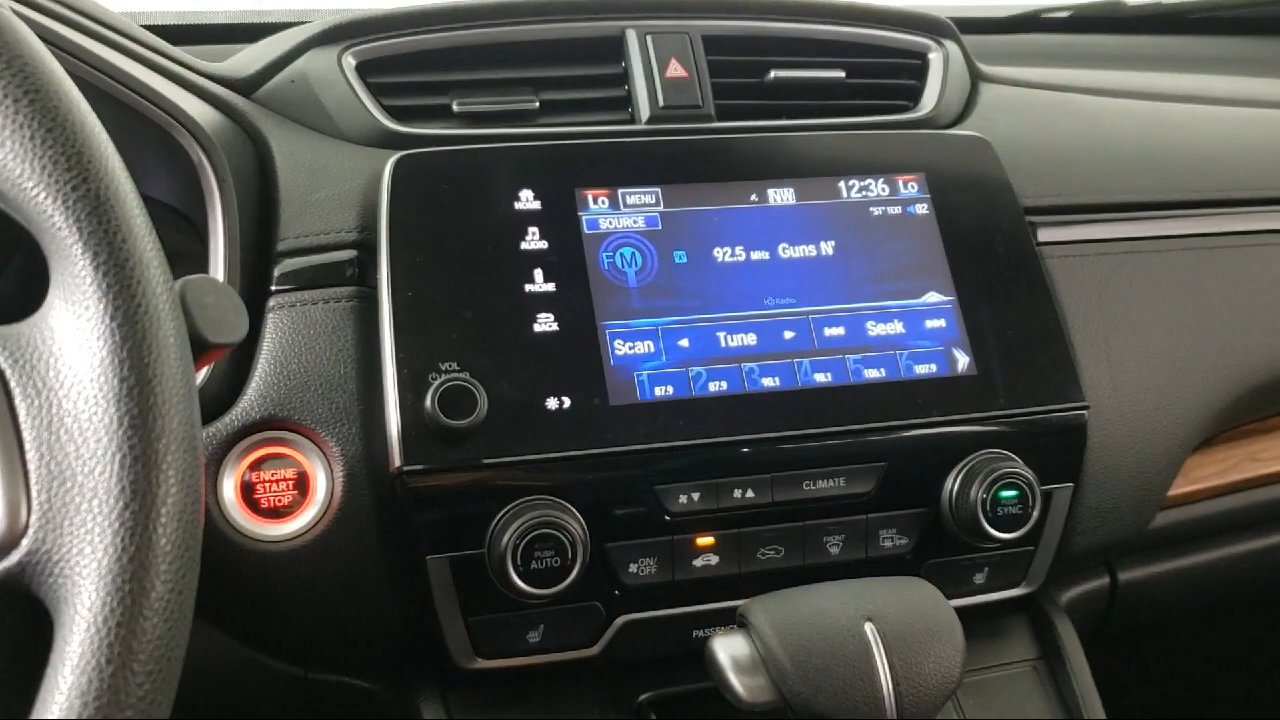 HOME
AUDIO
PHONE
BACK
VOL
Lo MENU NW 12:36 Lo
SOURCE
"ST" TEXT 02
FM 92.5 MHz Guns N'
HD Radio
Scan Tune Seek
1 87.9 2 87.9 3 90.1 4 98.1 5 106.1 6 107.9
ENGINE
START
STOP
CLIMATE
PUSH
AUTO
ON/
OFF
FRONT
REAR
PUSH
SYNC